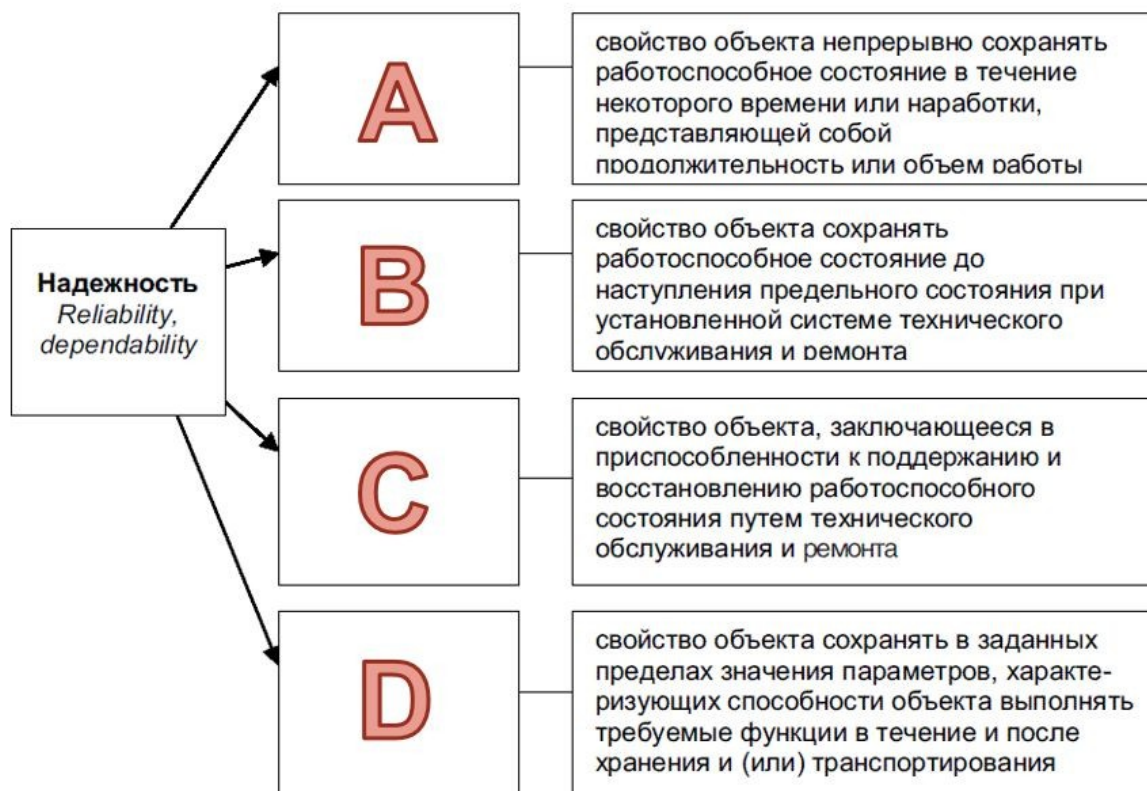 Надежность
Reliability,
dependability
A
свойство объекта непрерывно сохранять
работоспособное состояние в течение
некоторого времени или наработки,
представляющей собой
продолжительность или объем работы
B
свойство объекта сохранять
работоспособное состояние до
наступления предельного состояния при
установленной системе технического
обслуживания и ремонта
C
свойство объекта, заключающееся в
приспособленности к поддержанию и
восстановлению работоспособного
состояния путем технического
обслуживания и ремонта
D
свойство объекта сохранять в заданных
пределах значения параметров, характе-
ризующих способности объекта выполнять
требуемые функции в течение и после
хранения и (или) транспортирования